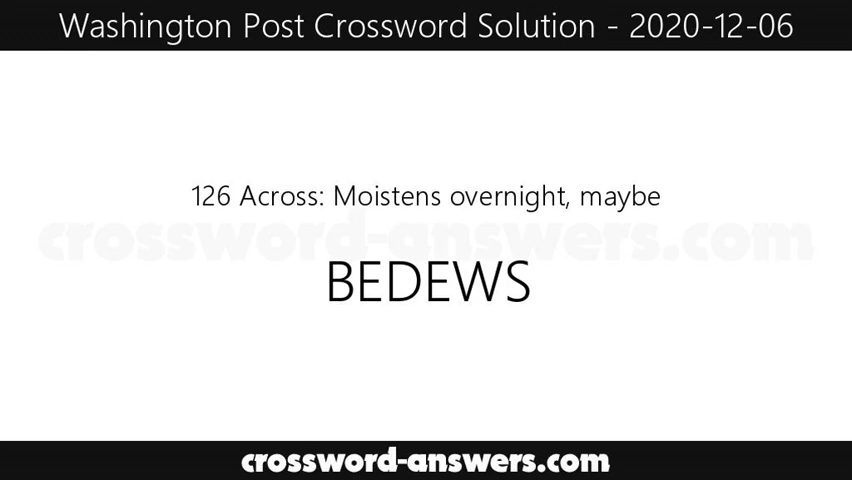 Washington Post Crossword Solution - 2020-12-06
126 Across: Moistens overnight, maybe
crossword-answers.com
BEDEWS
crossword-answers.com